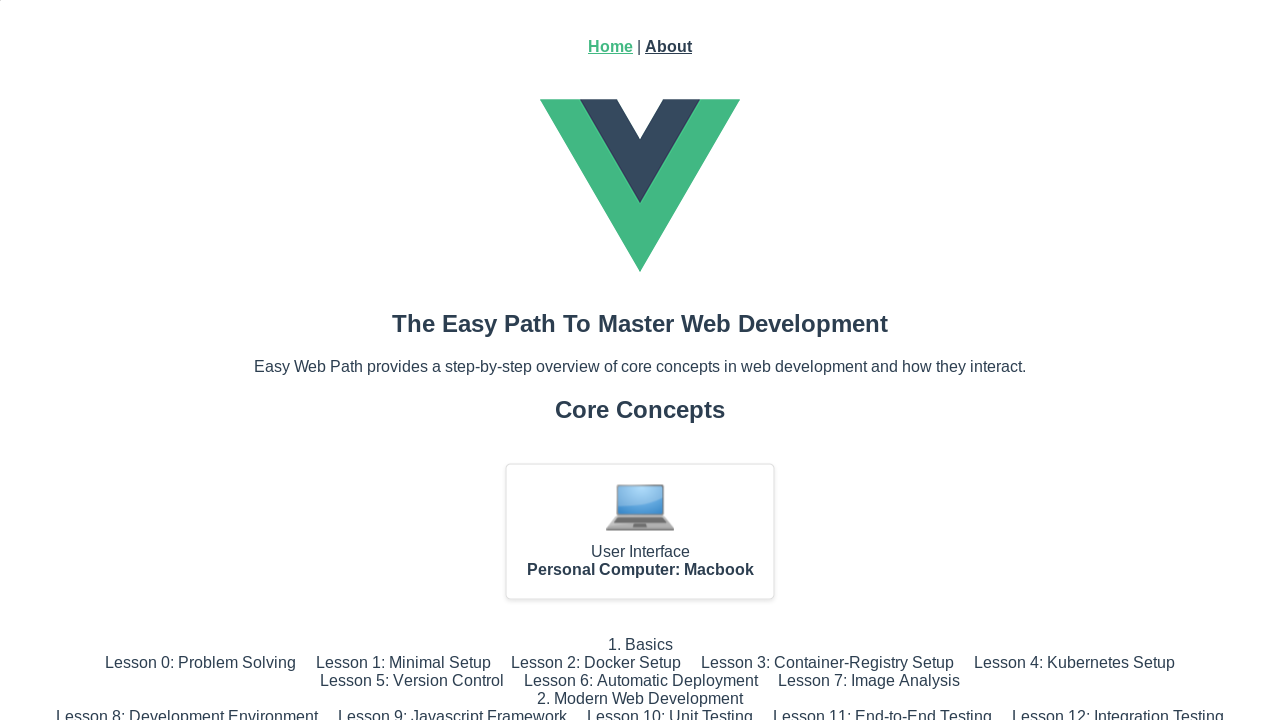 Home | About
The Easy Path To Master Web Development
Easy Web Path provides a step-by-step overview of core concepts in web development and how they interact.
Core Concepts
User Interface
Personal Computer: Macbook
1. Basics
Lesson 0: Problem Solving Lesson 1: Minimal Setup Lesson 2: Docker Setup Lesson 3: Container-Registry Setup Lesson 4: Kubernetes Setup
Lesson 5: Version Control Lesson 6: Automatic Deployment Lesson 7: Image Analysis
2. Modern Web Development
Lesson 8: Development Environment Lesson 9: Javascript Framework Lesson 10: Unit Testing Lesson 11: End-to-End Testing Lesson 12: Integration Testing